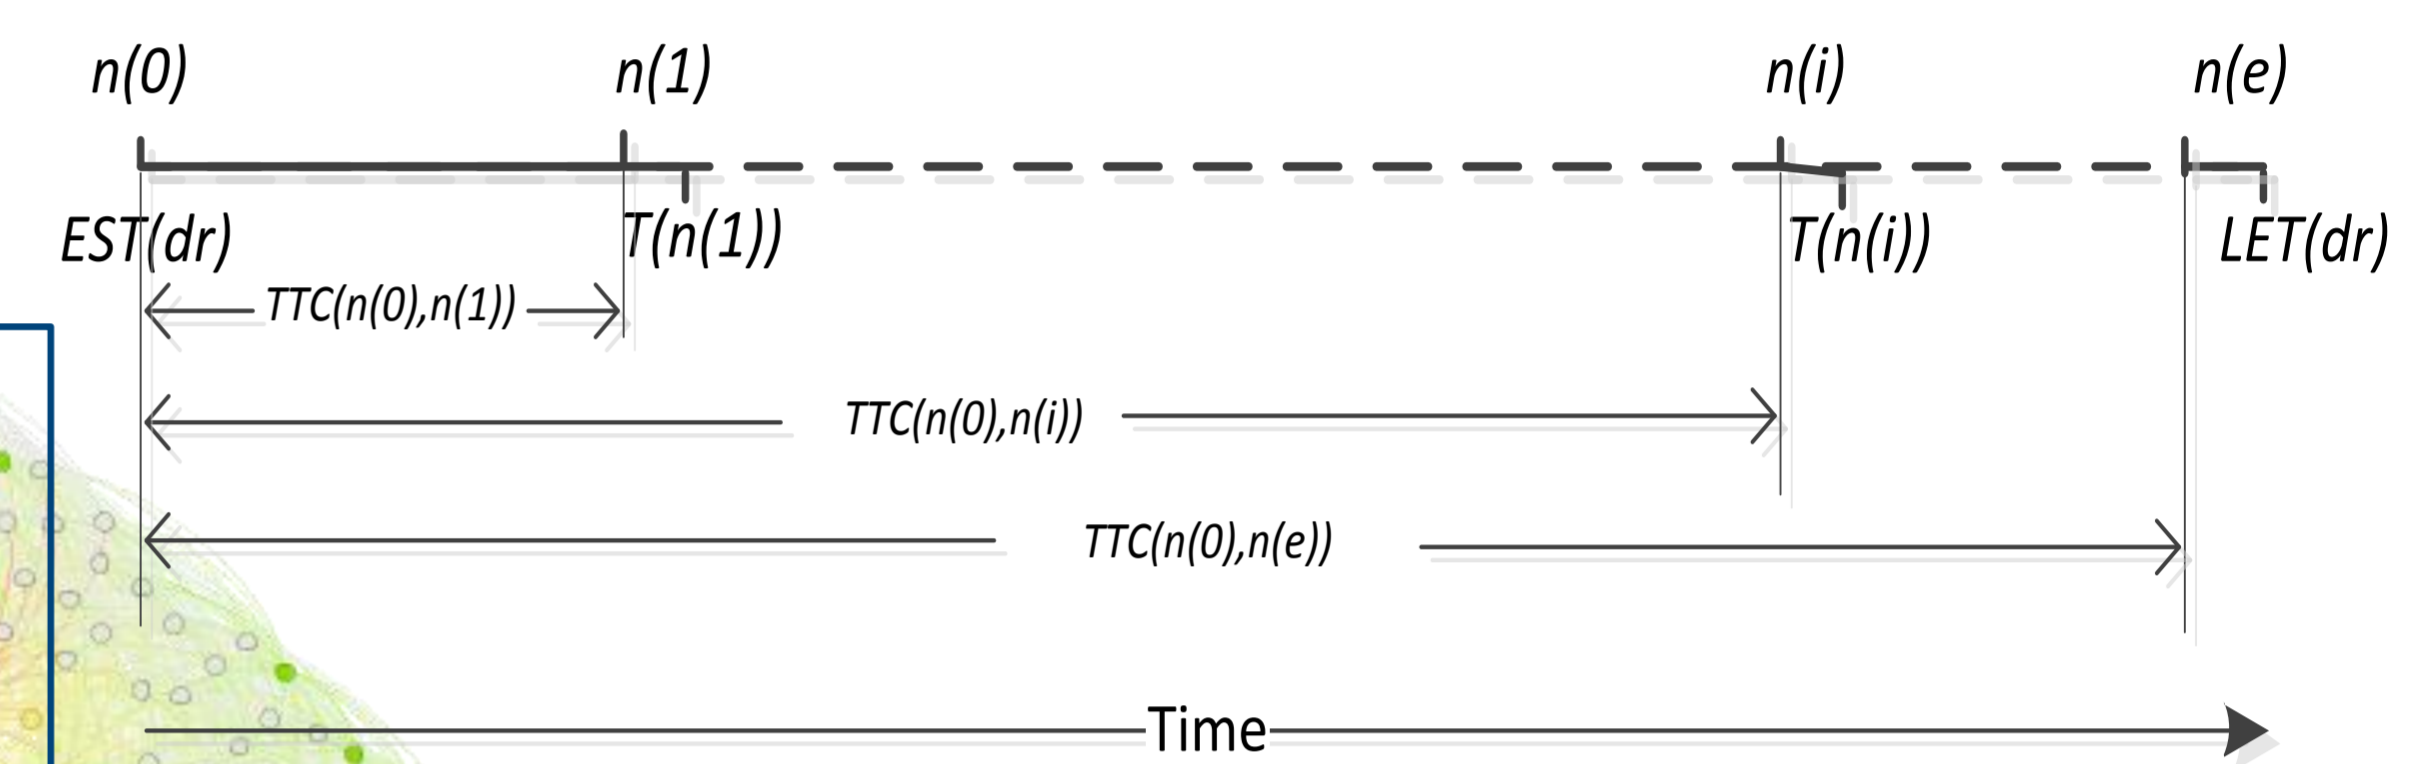 n(0) n(1) n(i) n(e)
EST(dr) T(n(1)) T(n(i)) LET(dr)
TTC(n(0),n(1))
TTC(n(0),n(i))
TTC(n(0),n(e))
Time